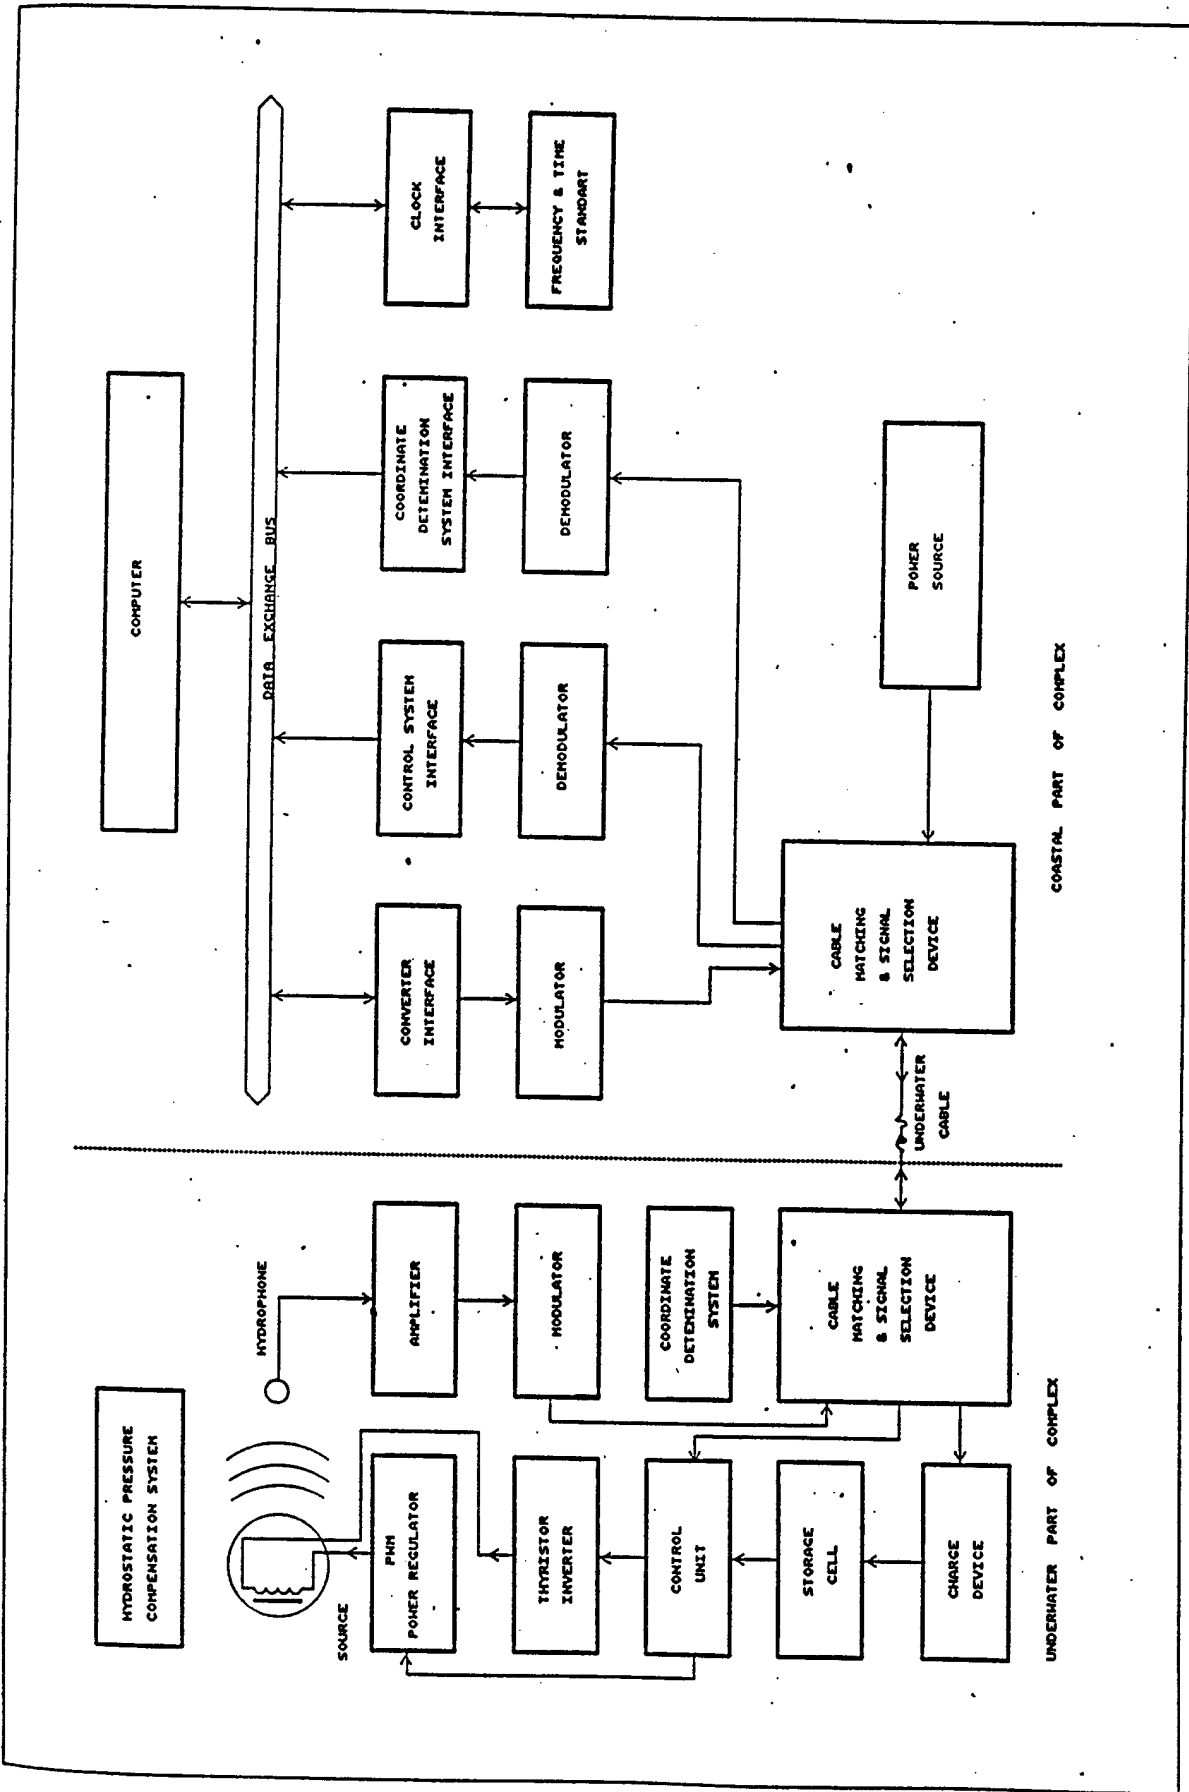 HYDROSTATIC PRESSURE
COMPENSATION SYSTEM
HYDROPHONE
SOURCE
PWM
POWER REGULATOR
AMPLIFIER
THYRISTOR
INVERTER
MODULATOR
CONTROL
UNIT
COORDINATE
DETEMINATION
SYSTEM
STORAGE
CELL
CABLE
MATCHING
& SIGNAL
SELECTION
DEVICE
CHARGE
DEVICE
UNDERWATER PART OF COMPLEX
UNDERWATER
CABLE
COMPUTER
DATA EXCHANGE BUS
CONVERTER
INTERFACE
CONTROL SYSTEM
INTERFACE
COORDINATE
DETEMINATION
SYSTEM INTERFACE
CLOCK
INTERFACE
MODULATOR
DEMODULATOR
DEMODULATOR
FREQUENCY & TIME
STANDART
CABLE
MATCHING
& SIGNAL
SELECTION
DEVICE
POWER
SOURCE
COASTAL PART OF COMPLEX